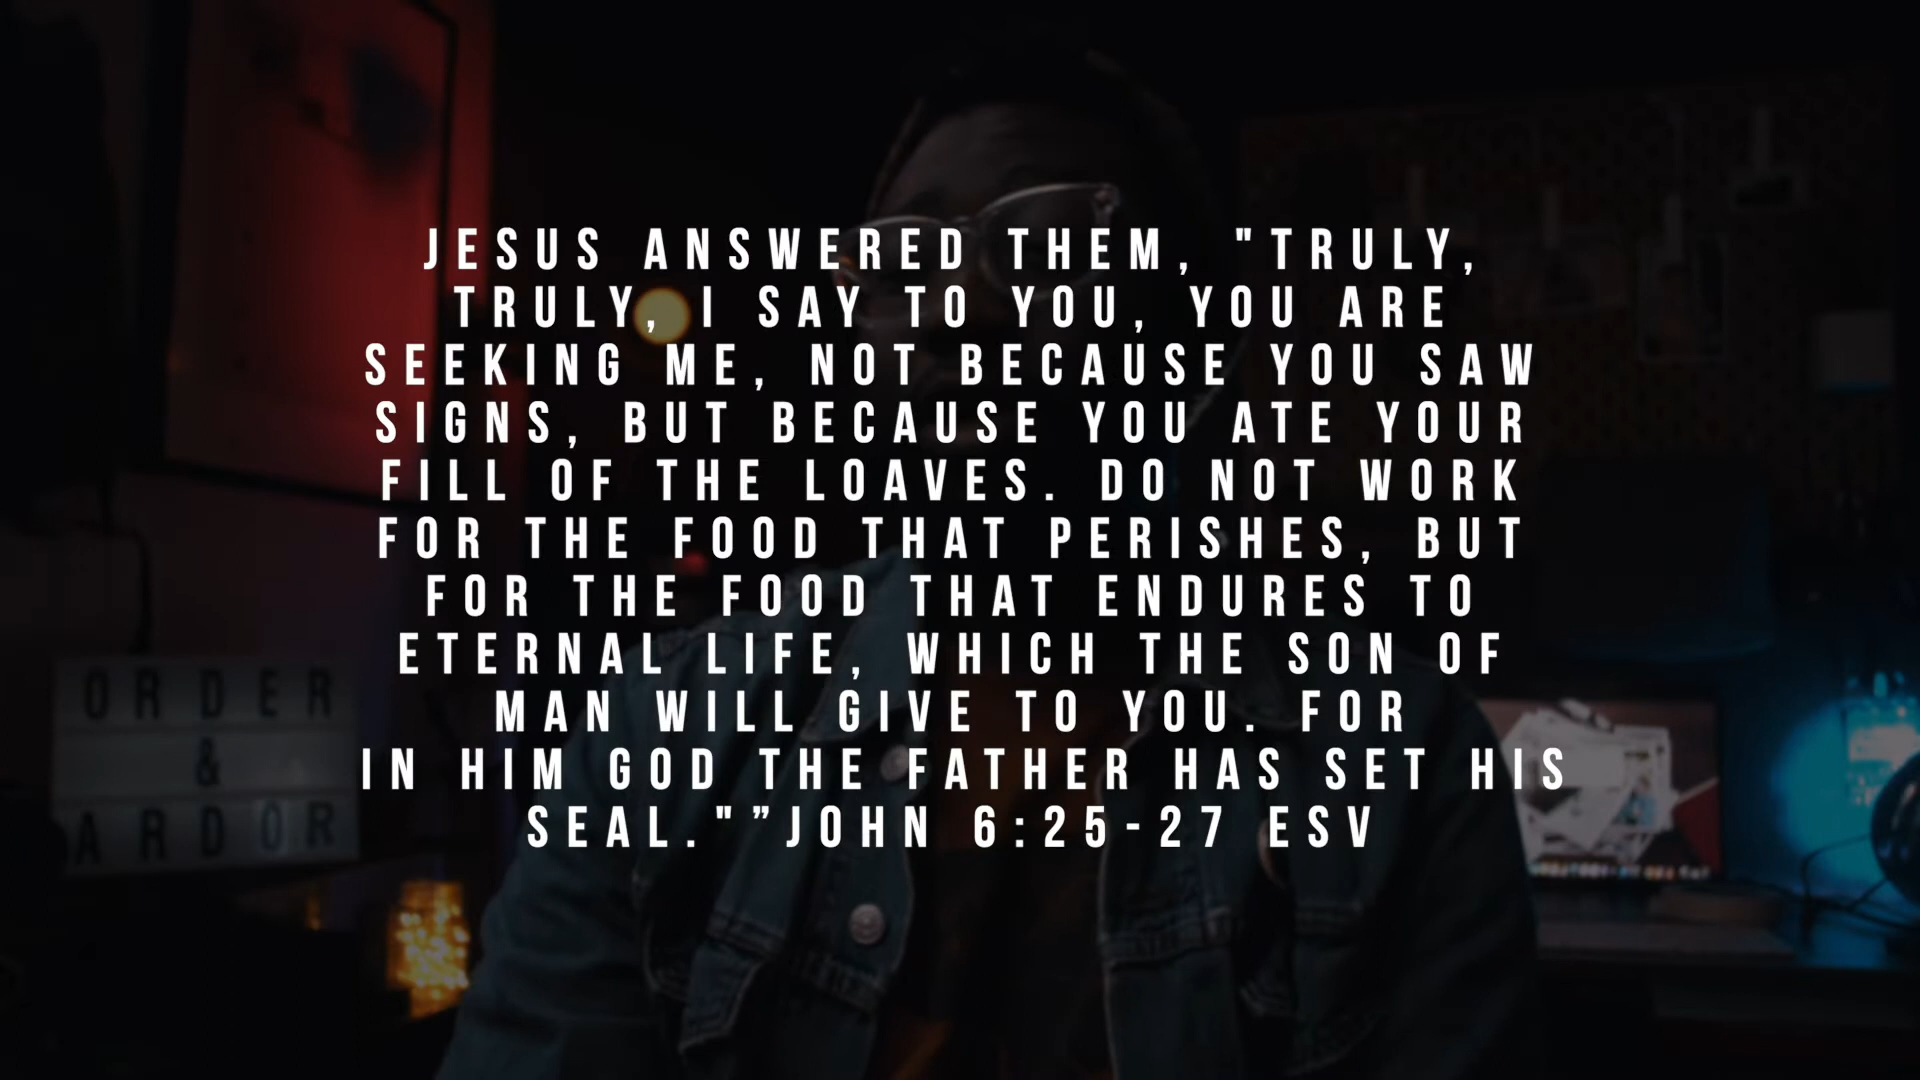 JESUS ANSWERED THEM, "TRULY,
TRULY, I SAY TO YOU, YOU ARE
SEEKING ME, NOT BECAUSE YOU SAW
SIGNS, BUT BECAUSE YOU ATE YOUR
FILL OF THE LOAVES. DO NOT WORK
FOR THE FOOD THAT PERISHES, BUT
FOR THE FOOD THAT ENDURES TO
ETERNAL LIFE, WHICH THE SON OF
MAN WILL GIVE TO YOU. FOR
IN HIM GOD THE FATHER HAS SET HIS
SEAL."”JOHN 6:25-27 ESV
ORDER
&
ARDOR